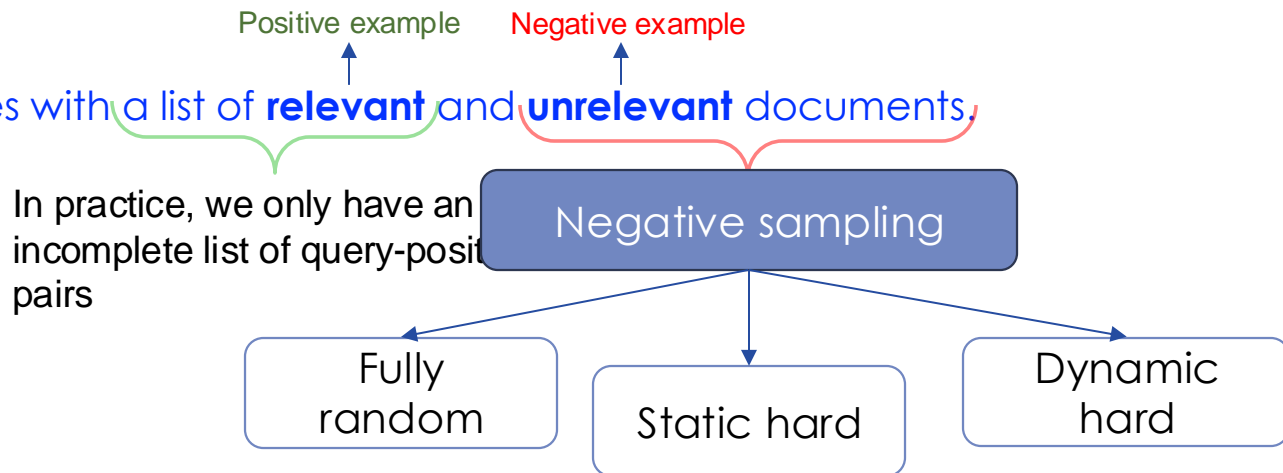 Positive example Negative example
es with a list of relevant and unrelevant documents.
In practice, we only have an
incomplete list of query-posit
pairs
Negative sampling
Fully
random
Static hard
Dynamic
hard